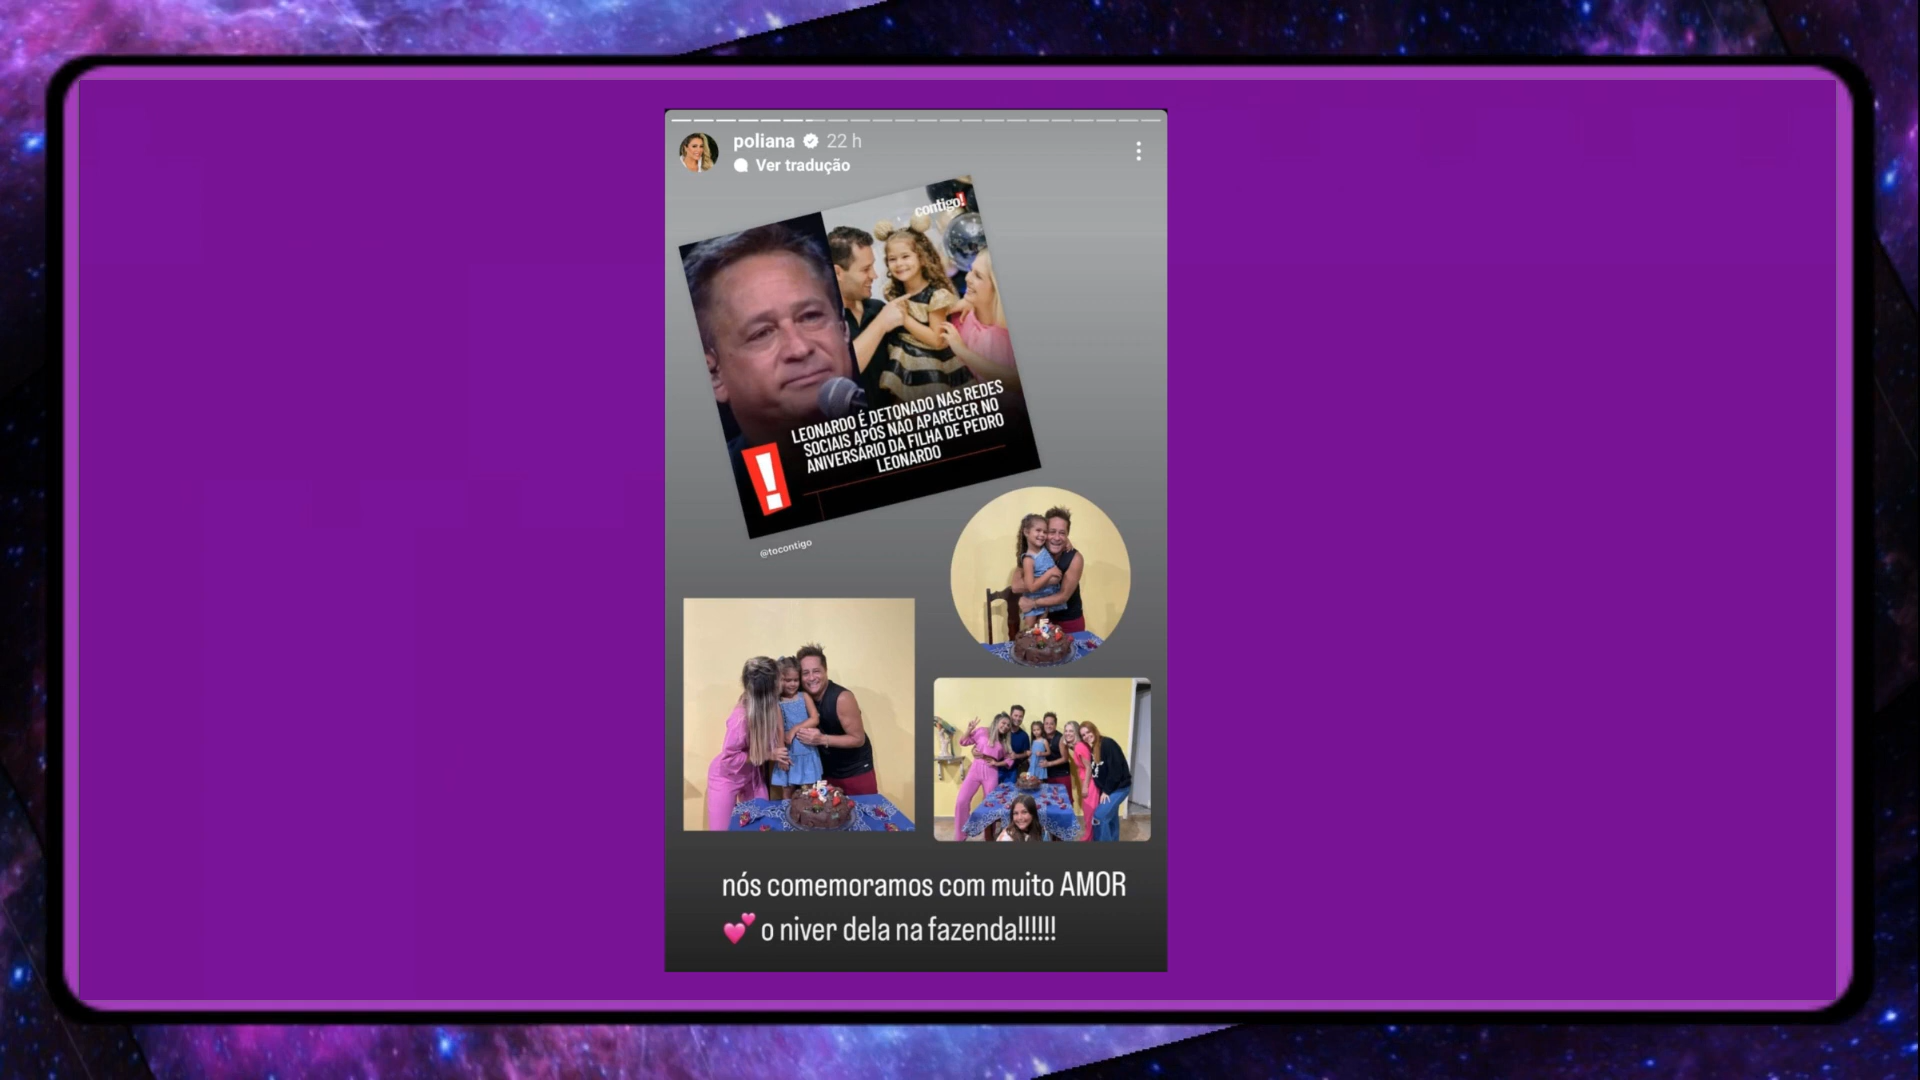 poliana 22 h
Ver tradução
contigo!
LEONARDO É DETONADO NAS REDES
SOCIAIS APÓS NÃO APARECER NO
ANIVERSÁRIO DA FILHA DE PEDRO
LEONARDO
!
@tocontigo
nós comemoramos com muito AMOR
💕 o niver dela na fazenda!!!!!!